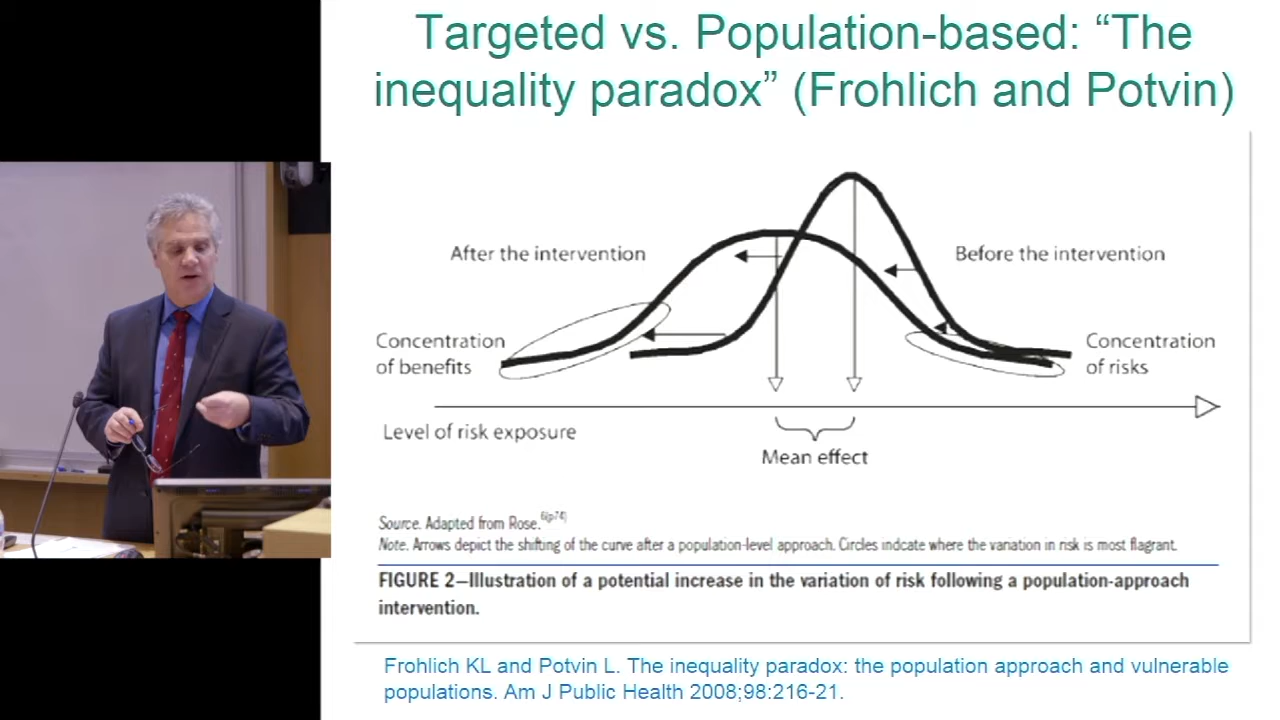 Targeted vs. Population-based: “The
inequality paradox” (Frohlich and Potvin)
After the intervention
Before the intervention
Concentration
of benefits
Concentration
of risks
Level of risk exposure
Mean effect
Source. Adapted from Rose.6(p74)
Note. Arrows depict the shifting of the curve after a population-level approach. Circles indcate where the variation in risk is most flagrant.
FIGURE 2—Illustration of a potential increase in the variation of risk following a population-approach
intervention.
Frohlich KL and Potvin L. The inequality paradox: the population approach and vulnerable
populations. Am J Public Health 2008;98:216-21.